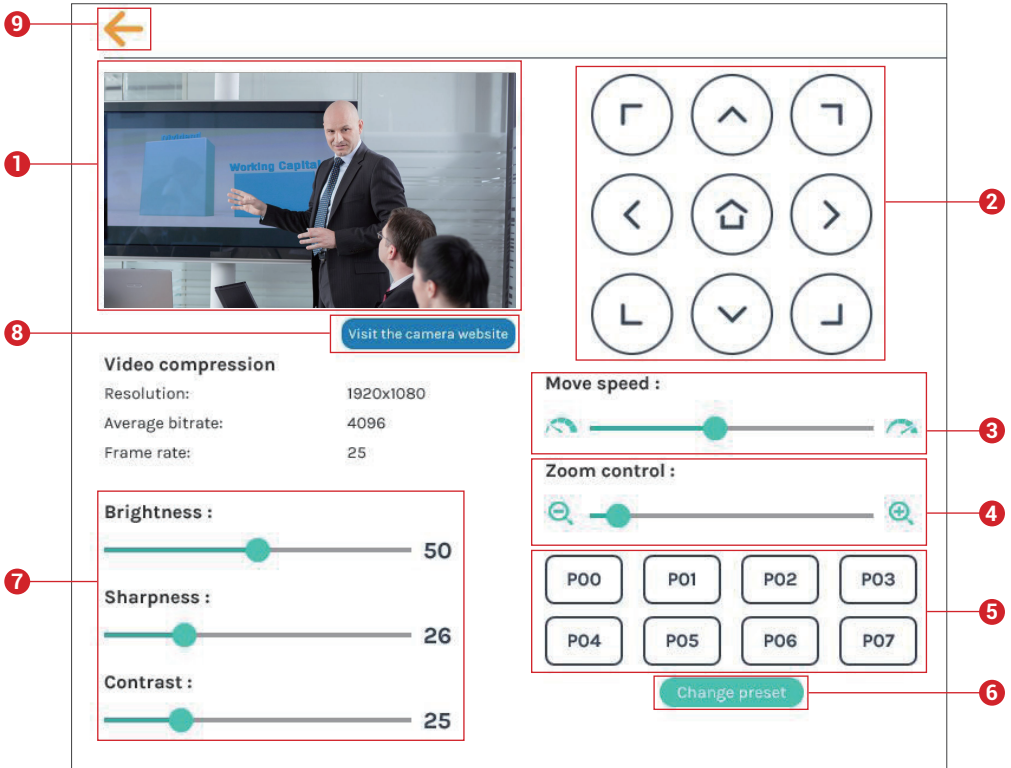 9
1
Working Capital
2
8
Visit the camera website
Video compression
Resolution: 1920x1080
Average bitrate: 4096
Frame rate: 25
Move speed :
3
Zoom control :
4
7
Brightness :
50
Sharpness :
26
Contrast :
25
P00 P01 P02 P03
5
P04 P05 P06 P07
Change preset
6